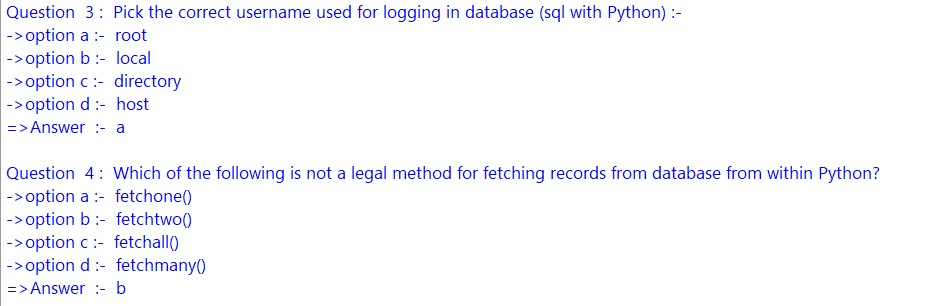 Question 3 : Pick the correct username used for logging in database (sql with Python) :-
->option a :- root
->option b :- local
->option c :- directory
->option d :- host
=>Answer :- a
Question 4 : Which of the following is not a legal method for fetching records from database from within Python?
->option a :- fetchone()
->option b :- fetchtwo()
->option c :- fetchall()
->option d :- fetchmany()
=>Answer :- b